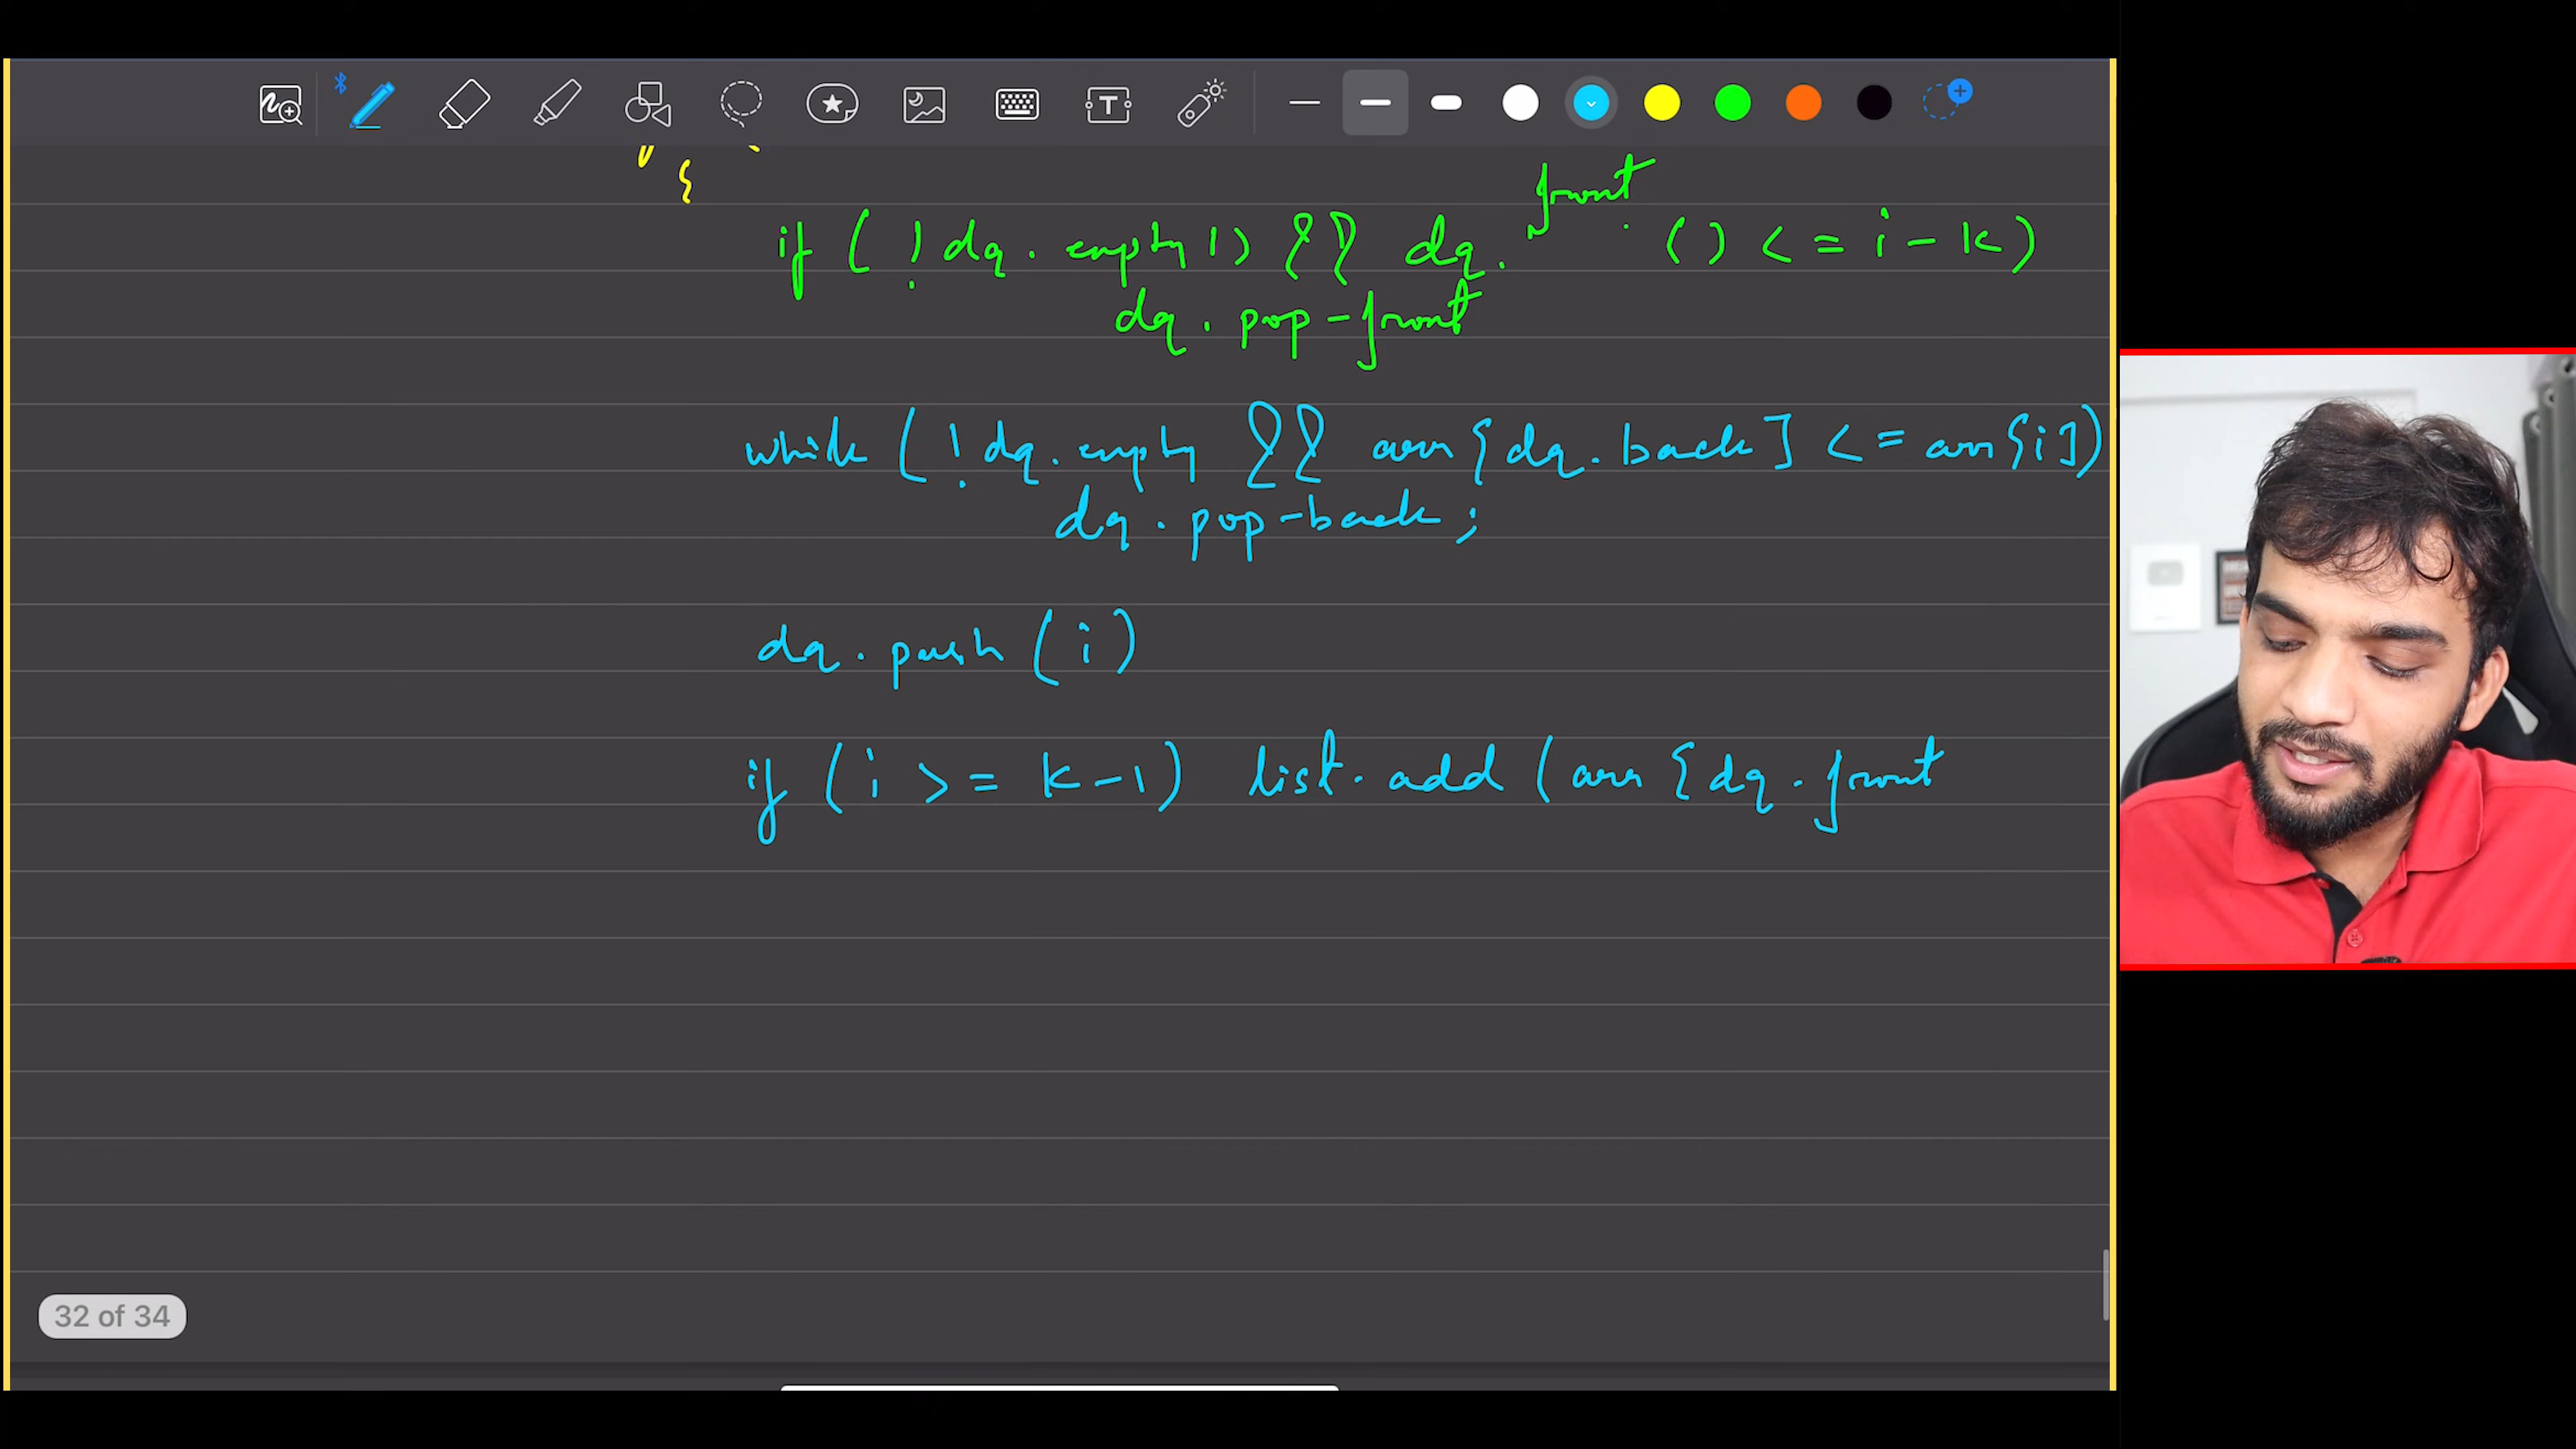 {
if ( ! dq . empty ( ) && dq . front ( ) <= i - k )
dq . pop - front
while ( ! dq . empty && arr [ dq . back ] <= arr [ i ] )
dq . pop - back ;
dq . push ( i )
if ( i >= k - 1 ) list . add ( arr [ dq . front
32 of 34